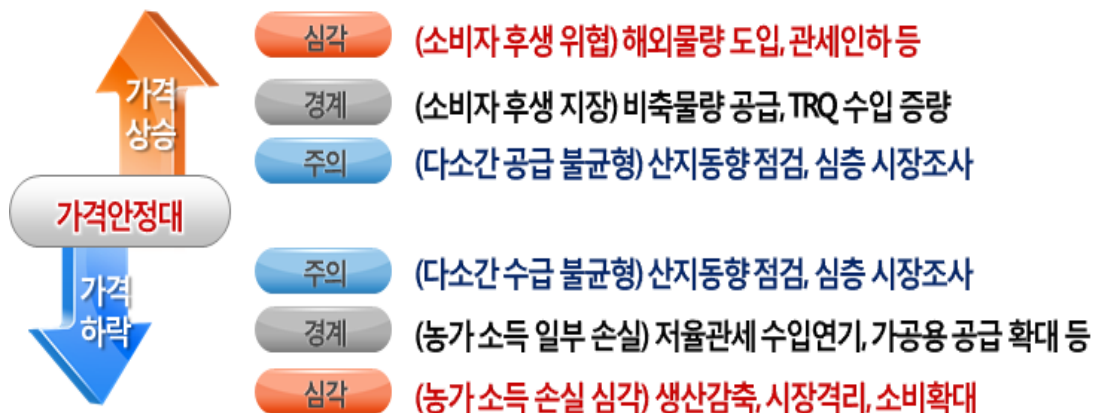 심각 (소비자 후생 위협) 해외물량 도입, 관세인하 등
가격
상승
경계 (소비자 후생 지장) 비축물량 공급, TRQ 수입 증량
주의 (다소간 공급 불균형) 산지동향 점검, 심층 시장조사
가격안정대
주의 (다소간 수급 불균형) 산지동향 점검, 심층 시장조사
가격
하락
경계 (농가 소득 일부 손실) 저율관세 수입연기, 가공용 공급 확대 등
심각 (농가 소득 손실 심각) 생산감축, 시장격리, 소비확대